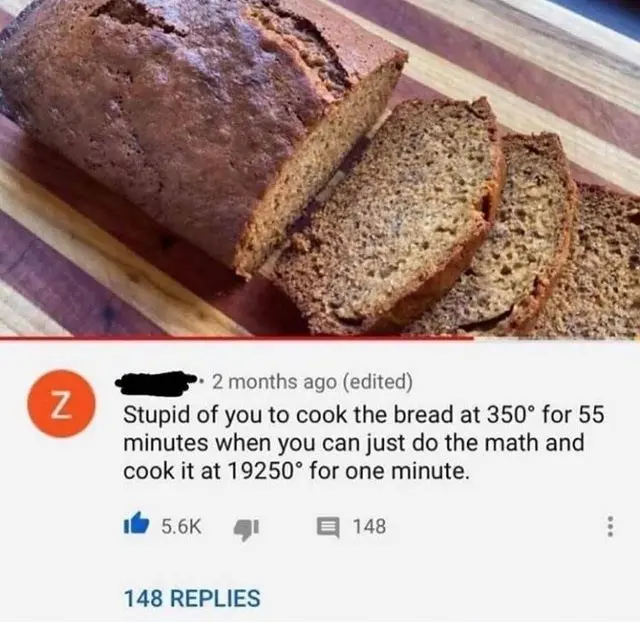 Z
2 months ago (edited)
Stupid of you to cook the bread at 350° for 55
minutes when you can just do the math and
cook it at 19250° for one minute.
5.6K 148
148 REPLIES